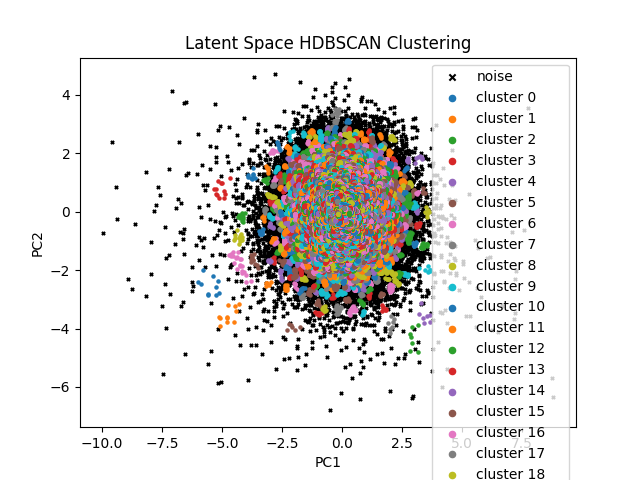 Latent Space HDBSCAN Clustering
noise
cluster 0
cluster 1
cluster 2
cluster 3
cluster 4
cluster 5
cluster 6
cluster 7
cluster 8
cluster 9
cluster 10
cluster 11
cluster 12
cluster 13
cluster 14
cluster 15
cluster 16
cluster 17
cluster 18
4
2
0
−2
−4
−6
PC2
−10.0 −7.5 −5.0 −2.5 0.0 2.5 5.0 7.5
PC1